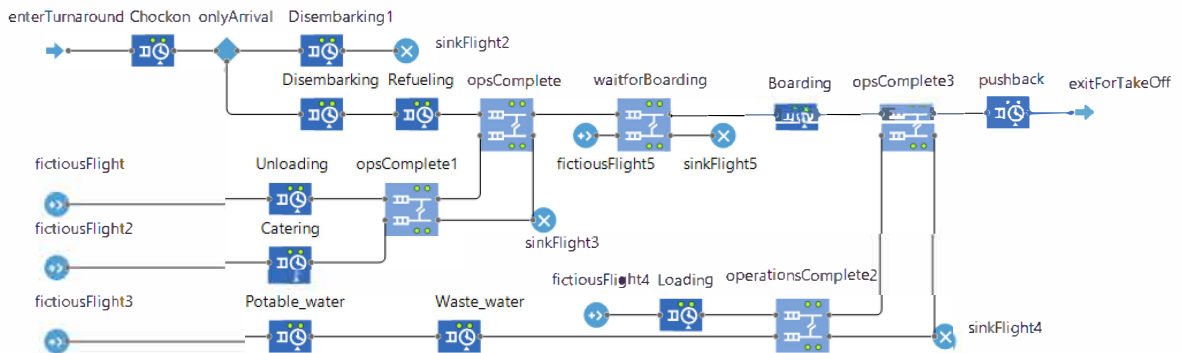 enterTurnaround Chockon onlyArrival Disembarking1
sinkFlight2
Disembarking Refueling opsComplete waitforBoarding Boarding opsComplete3 pushback exitForTakeOff
fictiousFlight Unloading opsComplete1 fictiousFlight5 sinkFlight5
fictiousFlight2 Catering
sinkFlight3
fictiousFlight3 Potable_water Waste_water fictiousFlight4 Loading operationsComplete2
sinkFlight4